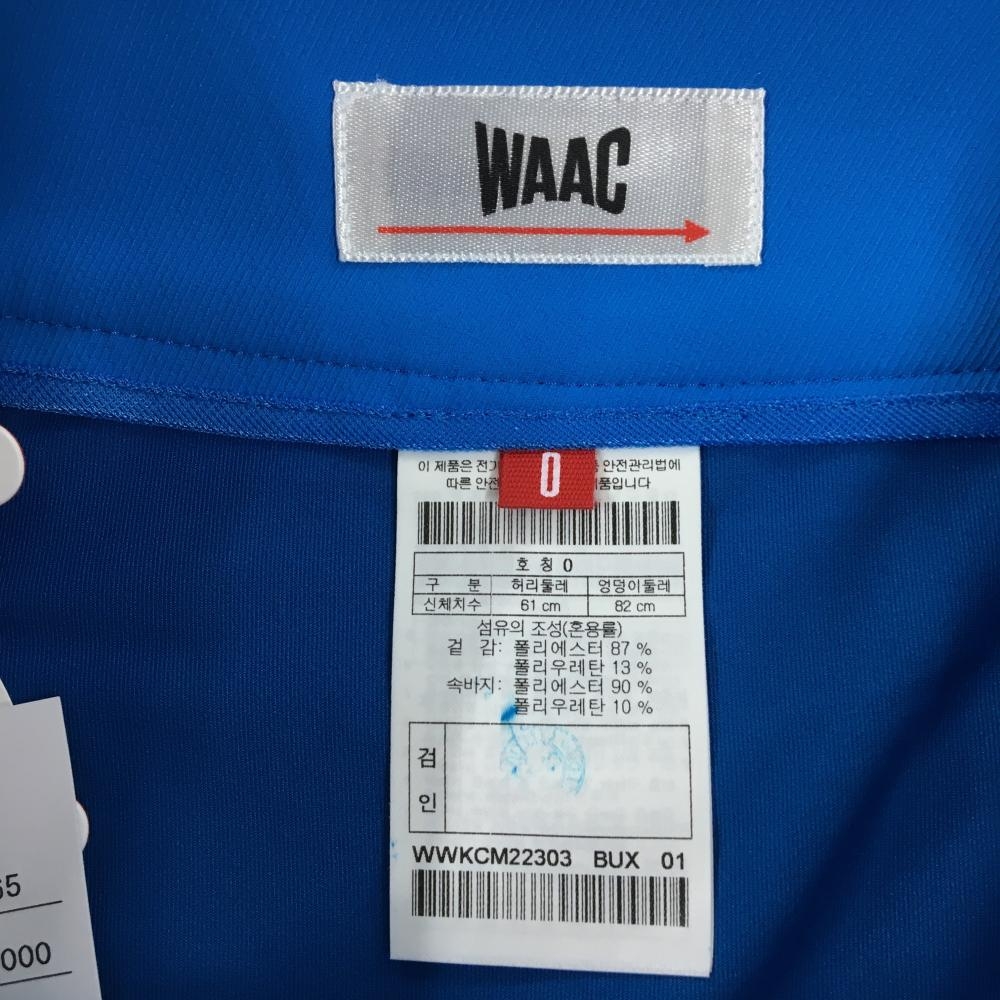 WAAC
이 제품은 전기 안전관리법에
0
따른 안전 품입니다
호 칭 0
구 분 허리둘레 엉덩이둘레
신체치수 61 cm 82 cm
섬유의 조성(혼용률)
겉 감: 폴리에스터 87 %
폴리우레탄 13 %
속바지: 폴리에스터 90 %
폴리우레탄 10 %
검
인
WWKCM22303 BUX 01
65
000